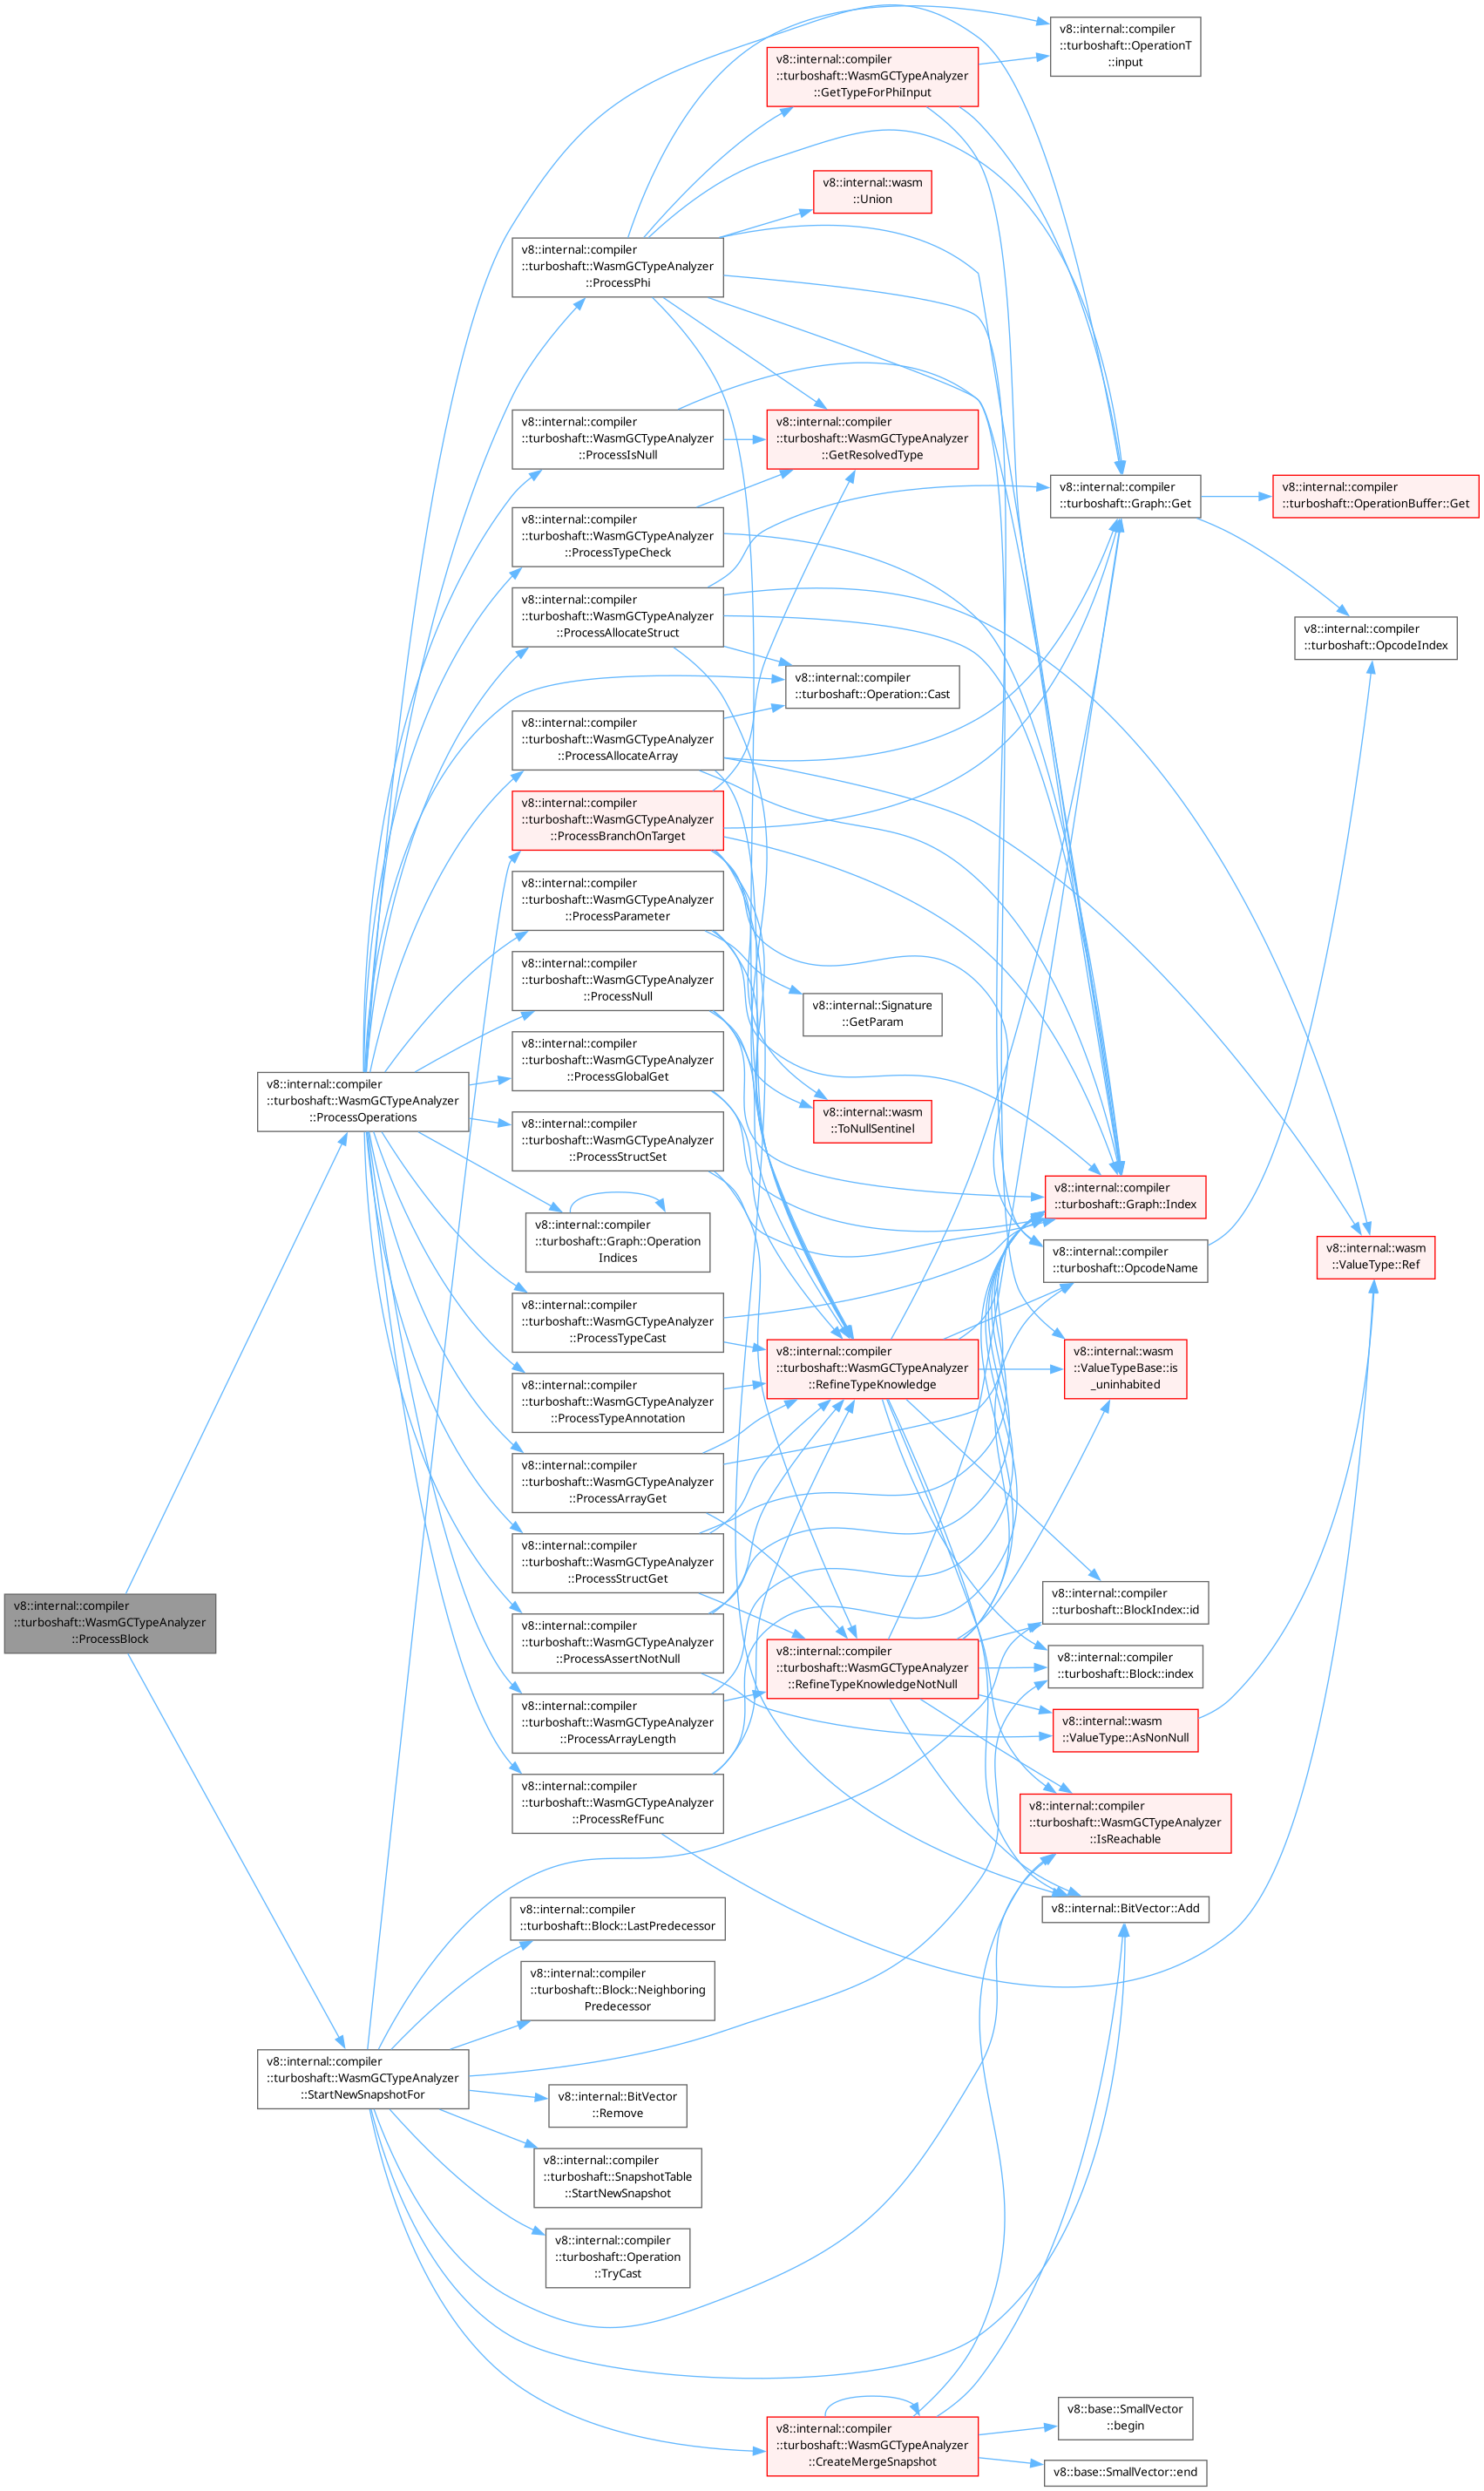 v8::internal::compiler
::turboshaft::WasmGCTypeAnalyzer
::ProcessBlock
v8::internal::compiler
::turboshaft::WasmGCTypeAnalyzer
::ProcessOperations
v8::internal::compiler
::turboshaft::WasmGCTypeAnalyzer
::StartNewSnapshotFor
v8::internal::compiler
::turboshaft::WasmGCTypeAnalyzer
::ProcessPhi
v8::internal::compiler
::turboshaft::WasmGCTypeAnalyzer
::ProcessIsNull
v8::internal::compiler
::turboshaft::WasmGCTypeAnalyzer
::ProcessTypeCheck
v8::internal::compiler
::turboshaft::WasmGCTypeAnalyzer
::ProcessAllocateStruct
v8::internal::compiler
::turboshaft::WasmGCTypeAnalyzer
::ProcessAllocateArray
v8::internal::compiler
::turboshaft::WasmGCTypeAnalyzer
::ProcessBranchOnTarget
v8::internal::compiler
::turboshaft::WasmGCTypeAnalyzer
::ProcessParameter
v8::internal::compiler
::turboshaft::WasmGCTypeAnalyzer
::ProcessNull
v8::internal::compiler
::turboshaft::WasmGCTypeAnalyzer
::ProcessGlobalGet
v8::internal::compiler
::turboshaft::WasmGCTypeAnalyzer
::ProcessStructSet
v8::internal::compiler
::turboshaft::Graph::Operation
Indices
v8::internal::compiler
::turboshaft::WasmGCTypeAnalyzer
::ProcessTypeCast
v8::internal::compiler
::turboshaft::WasmGCTypeAnalyzer
::ProcessTypeAnnotation
v8::internal::compiler
::turboshaft::WasmGCTypeAnalyzer
::ProcessArrayGet
v8::internal::compiler
::turboshaft::WasmGCTypeAnalyzer
::ProcessStructGet
v8::internal::compiler
::turboshaft::WasmGCTypeAnalyzer
::ProcessAssertNotNull
v8::internal::compiler
::turboshaft::WasmGCTypeAnalyzer
::ProcessArrayLength
v8::internal::compiler
::turboshaft::WasmGCTypeAnalyzer
::ProcessRefFunc
v8::internal::compiler
::turboshaft::Block::LastPredecessor
v8::internal::compiler
::turboshaft::Block::Neighboring
Predecessor
v8::internal::BitVector
::Remove
v8::internal::compiler
::turboshaft::SnapshotTable
::StartNewSnapshot
v8::internal::compiler
::turboshaft::Operation
::TryCast
v8::internal::compiler
::turboshaft::WasmGCTypeAnalyzer
::GetTypeForPhiInput
v8::internal::wasm
::Union
v8::internal::compiler
::turboshaft::WasmGCTypeAnalyzer
::GetResolvedType
v8::internal::compiler
::turboshaft::Operation::Cast
v8::internal::Signature
::GetParam
v8::internal::wasm
::ToNullSentinel
v8::internal::compiler
::turboshaft::WasmGCTypeAnalyzer
::RefineTypeKnowledge
v8::internal::compiler
::turboshaft::WasmGCTypeAnalyzer
::RefineTypeKnowledgeNotNull
v8::internal::compiler
::turboshaft::WasmGCTypeAnalyzer
::CreateMergeSnapshot
v8::internal::compiler
::turboshaft::OperationT
::input
v8::internal::compiler
::turboshaft::Graph::Get
v8::internal::compiler
::turboshaft::Graph::Index
v8::internal::compiler
::turboshaft::OpcodeName
v8::internal::wasm
::ValueTypeBase::is
_uninhabited
v8::internal::compiler
::turboshaft::BlockIndex::id
v8::internal::compiler
::turboshaft::Block::index
v8::internal::wasm
::ValueType::AsNonNull
v8::internal::compiler
::turboshaft::WasmGCTypeAnalyzer
::IsReachable
v8::internal::BitVector::Add
v8::base::SmallVector
::begin
v8::base::SmallVector::end
v8::internal::compiler
::turboshaft::OperationBuffer::Get
v8::internal::compiler
::turboshaft::OpcodeIndex
v8::internal::wasm
::ValueType::Ref